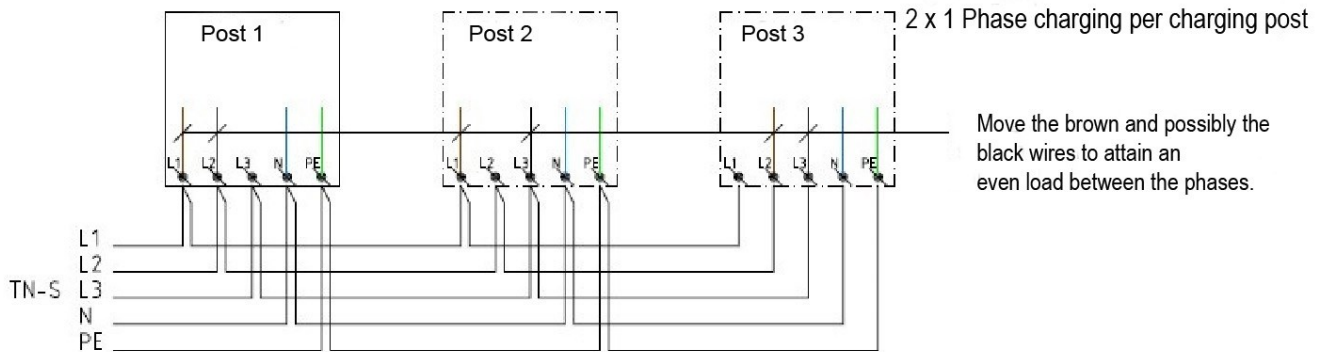 Post 1
Post 2
Post 3
2 x 1 Phase charging per charging post
Move the brown and possibly the
black wires to attain an
even load between the phases.
L1 L2 L3 N PE
L1 L2 L3 N PE
L1 L2 L3 N PE
L1
L2
TN-S L3
N
PE